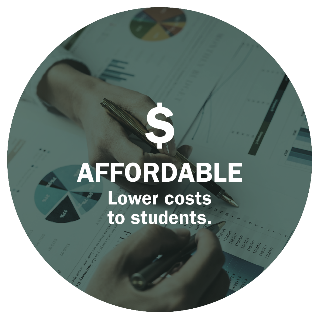 $
AFFORDABLE
Lower costs
to students.